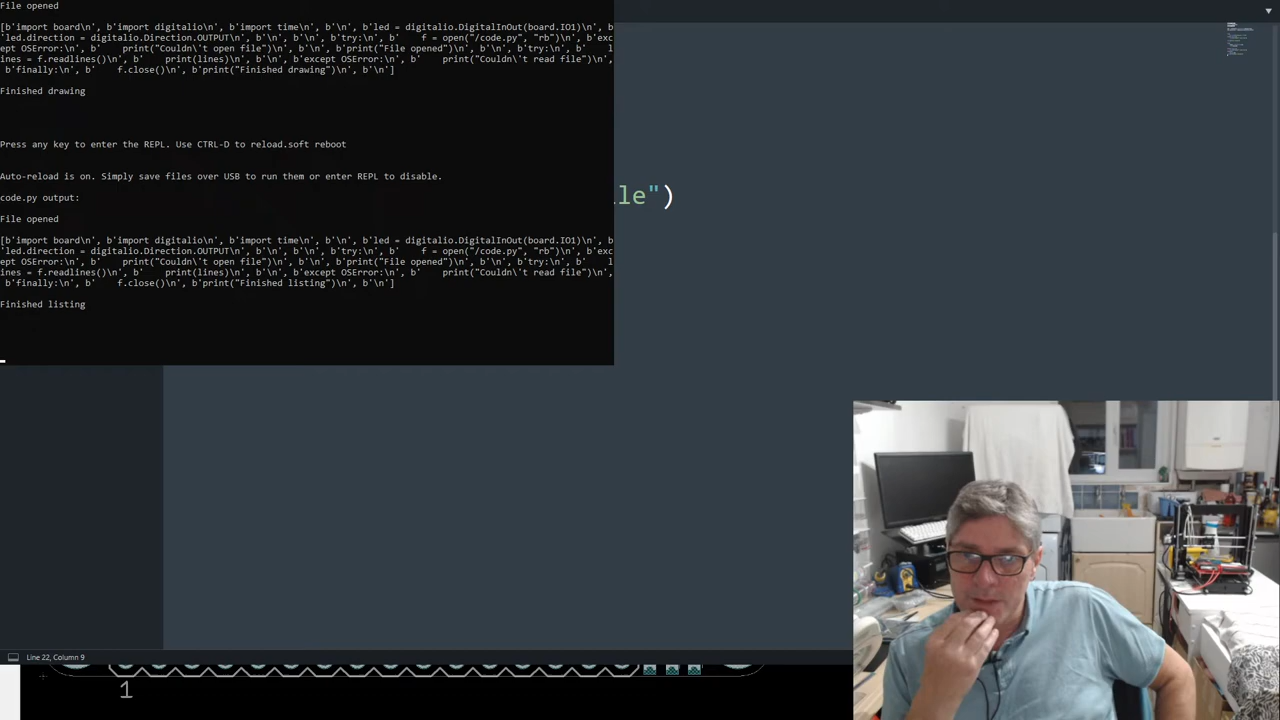 File opened
[b'import board\n', b'import digitalio\n', b'import time\n', b'\n', b'led = digitalio.DigitalInOut(board.IO1)\n', b
'led.direction = digitalio.Direction.OUTPUT\n', b'\n', b'try:\n', b'    f = open("/code.py", "rb")\n', b'exc
ept OSError:\n', b'    print("Couldn\'t open file")\n', b'print("File opened")\n', b'\n', b'try:\n', b'    l
ines = f.readlines()\n', b'    print(lines)\n', b'\n', b'except OSError:\n', b'    print("Couldn\'t read file")\n',
b'finally:\n', b'    f.close()\n', b'print("Finished drawing")\n', b'\n']
Finished drawing
Press any key to enter the REPL. Use CTRL-D to reload.soft reboot
Auto-reload is on. Simply save files over USB to run them or enter REPL to disable.
code.py output:
File opened
[b'import board\n', b'import digitalio\n', b'import time\n', b'\n', b'led = digitalio.DigitalInOut(board.IO1)\n', b
'led.direction = digitalio.Direction.OUTPUT\n', b'\n', b'try:\n', b'    f = open("/code.py", "rb")\n', b'exc
ept OSError:\n', b'    print("Couldn\'t open file")\n', b'print("File opened")\n', b'\n', b'try:\n', b'    l
ines = f.readlines()\n', b'    print(lines)\n', b'\n', b'except OSError:\n', b'    print("Couldn\'t read file")\n',
b'finally:\n', b'    f.close()\n', b'print("Finished listing")\n', b'\n']
Finished listing
le")
Line 22, Column 9
1